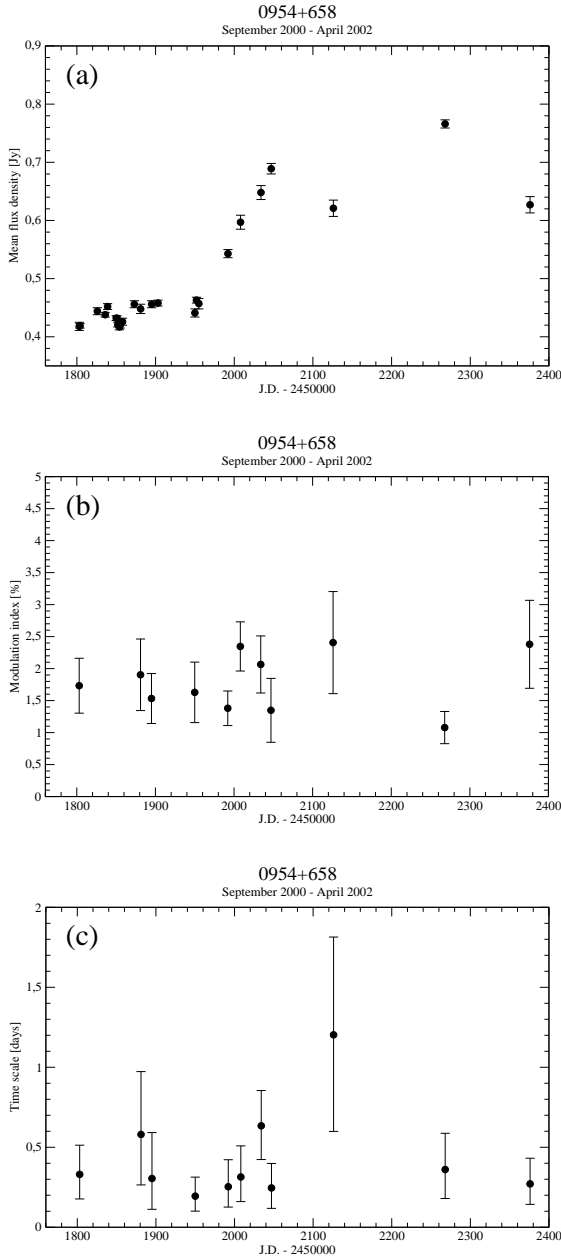 0954+658
September 2000 - April 2002
0,9
(a)
0,8
0,7
0,6
0,5
0,4
Mean flux density [Jy]
1800 1900 2000 2100 2200 2300 2400
J.D. - 2450000
0954+658
September 2000 - April 2002
5
(b)
4,5
4
3,5
3
2,5
2
1,5
1
0,5
0
Modulation index [%]
1800 1900 2000 2100 2200 2300 2400
J.D. - 2450000
0954+658
September 2000 - April 2002
2
(c)
1,5
1
0,5
0
Time scale [days]
1800 1900 2000 2100 2200 2300 2400
J.D. - 2450000